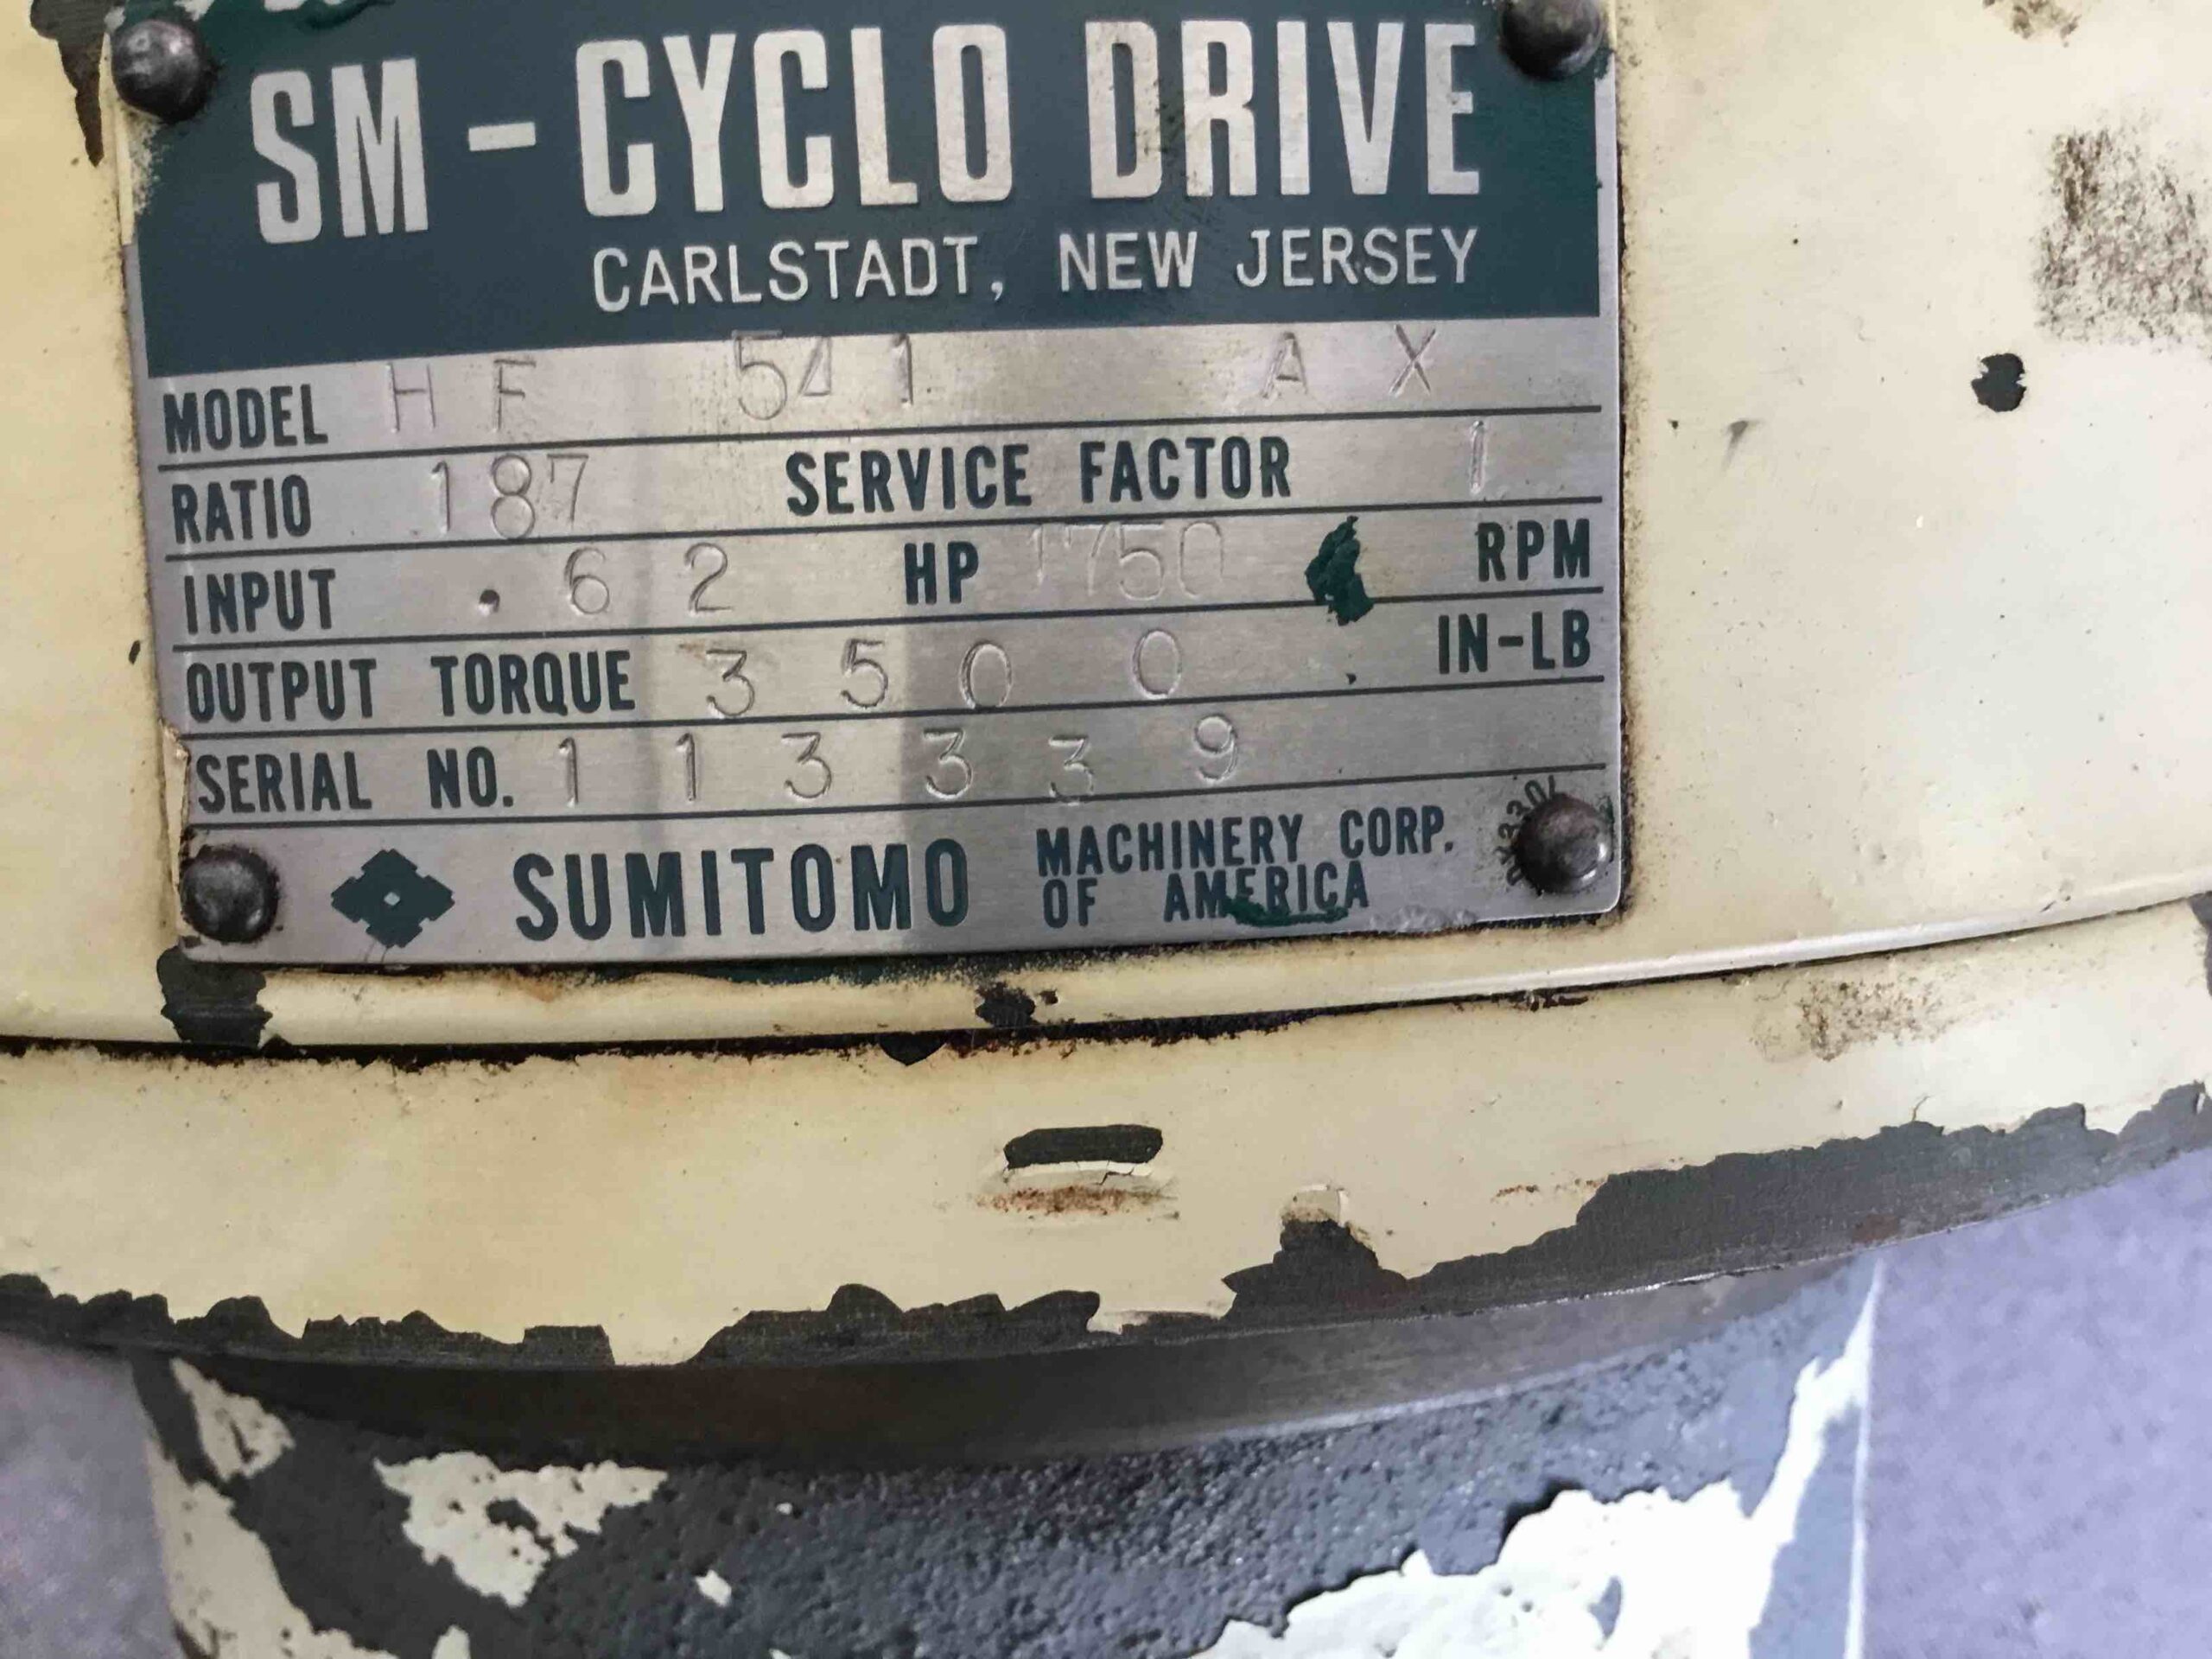 SM - CYCLO DRIVE
CARLSTADT, NEW JERSEY
MODEL HF 541 AX
RATIO 187 SERVICE FACTOR 1
INPUT .62 HP 1750 RPM
OUTPUT TORQUE 3500 IN-LB
SERIAL NO. 113339
SUMITOMO MACHINERY CORP.
OF AMERICA